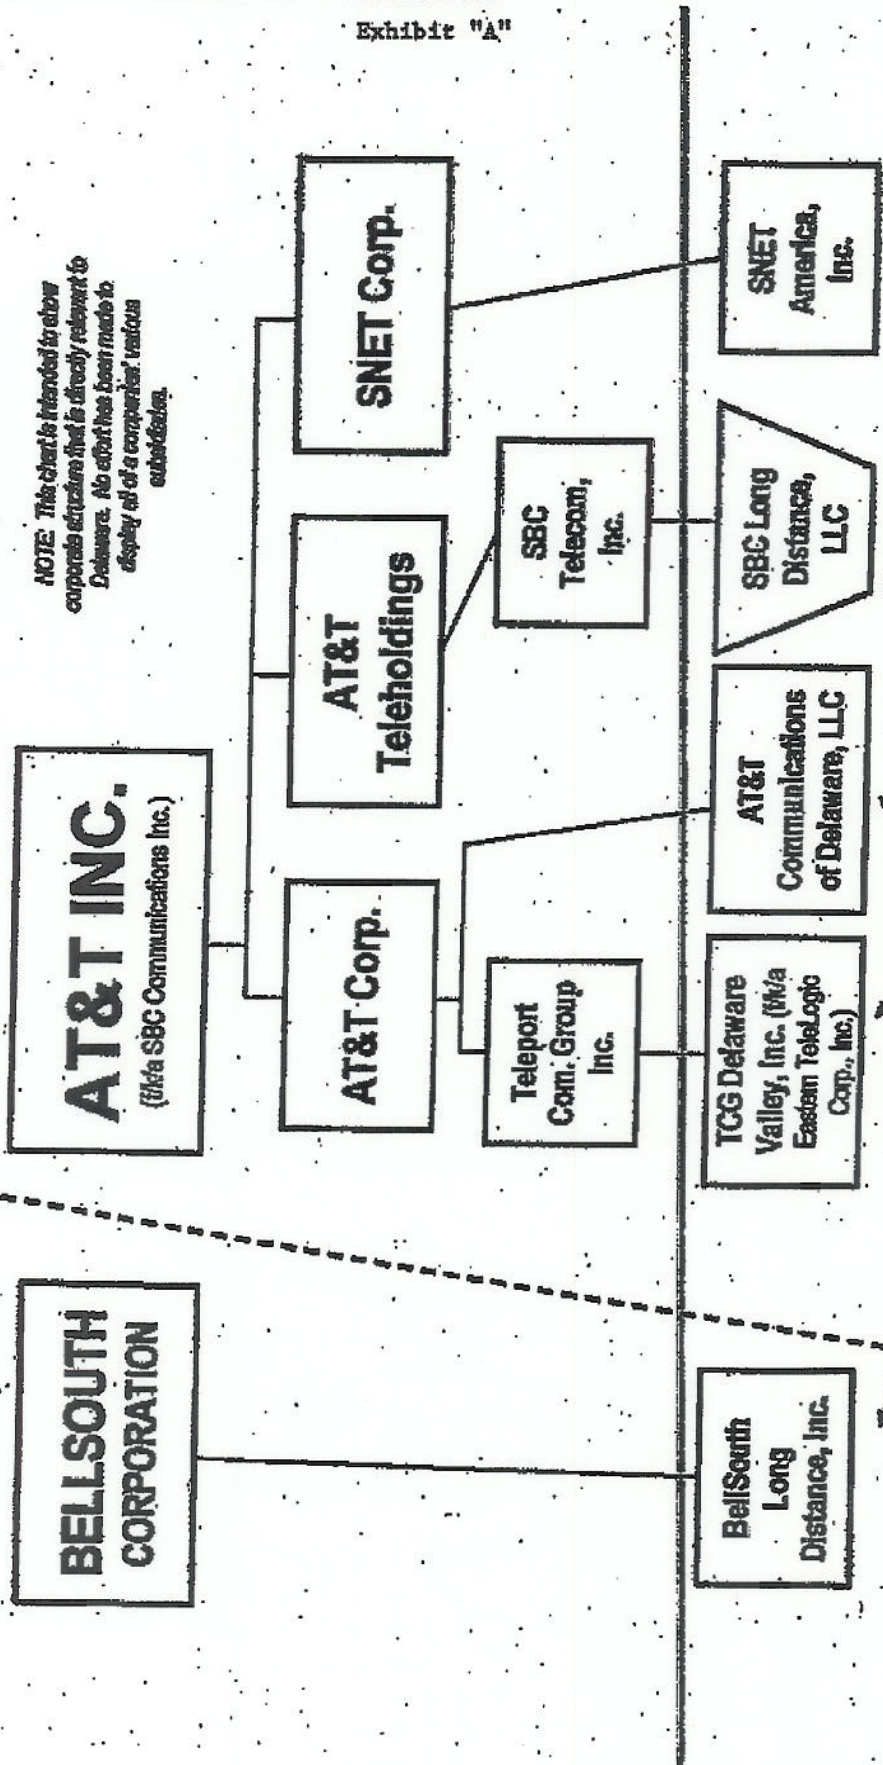 Exhibit "A"
NOTE: This chart is intended to show
corporate structure that is directly relevant to
Delaware. No effort has been made to
display all of a companies' various
subsidiaries.
BELLSOUTH
CORPORATION
AT&T INC.
(f/k/a SBC Communications Inc.)
AT&T Corp.
AT&T
Teleholdings
SNET Corp.
Teleport
Com. Group
Inc.
SBC
Telecom,
Inc.
BellSouth
Long
Distance, Inc.
TCG Delaware
Valley, Inc. (f/k/a
Eastern TeleLogic
Corp., Inc.)
AT&T
Communications
of Delaware, LLC
SBC Long
Distance,
LLC
SNET
America,
Inc.